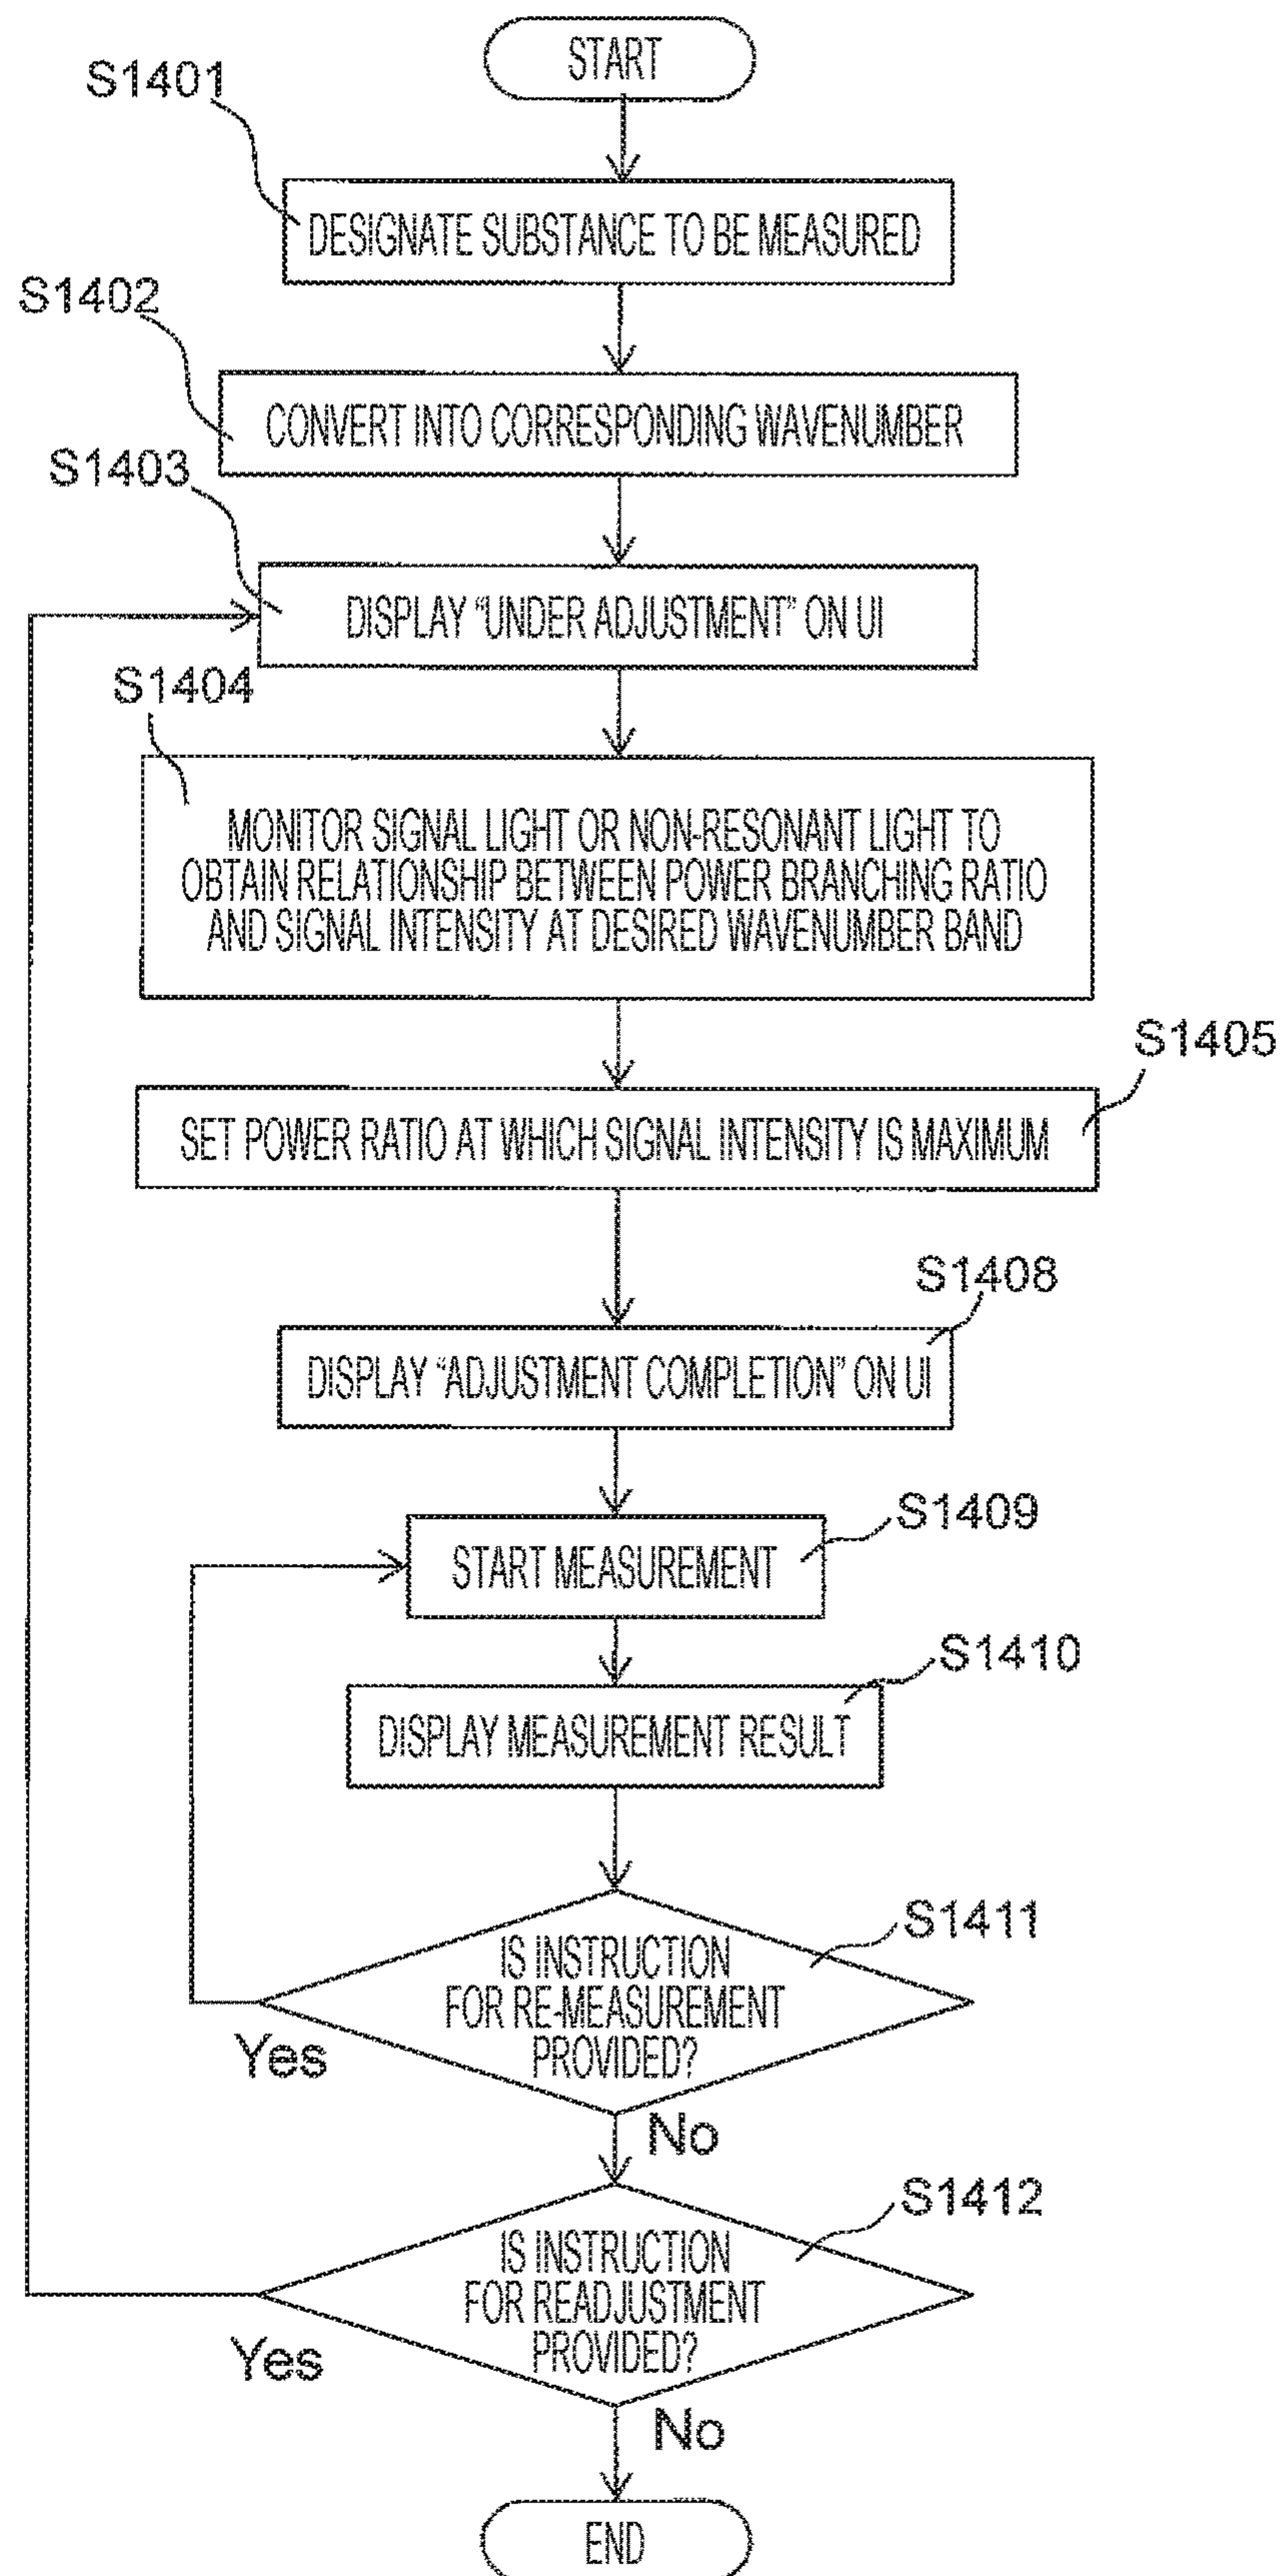 START
S1401
DESIGNATE SUBSTANCE TO BE MEASURED
S1402
CONVERT INTO CORRESPONDING WAVENUMBER
S1403
DISPLAY “UNDER ADJUSTMENT” ON UI
S1404
MONITOR SIGNAL LIGHT OR NON-RESONANT LIGHT TO
OBTAIN RELATIONSHIP BETWEEN POWER BRANCHING RATIO
AND SIGNAL INTENSITY AT DESIRED WAVENUMBER BAND
S1405
SET POWER RATIO AT WHICH SIGNAL INTENSITY IS MAXIMUM
S1408
DISPLAY “ADJUSTMENT COMPLETION” ON UI
S1409
START MEASUREMENT
S1410
DISPLAY MEASUREMENT RESULT
S1411
IS INSTRUCTION
FOR RE-MEASUREMENT
PROVIDED?
Yes
No
S1412
IS INSTRUCTION
FOR READJUSTMENT
PROVIDED?
Yes
No
END